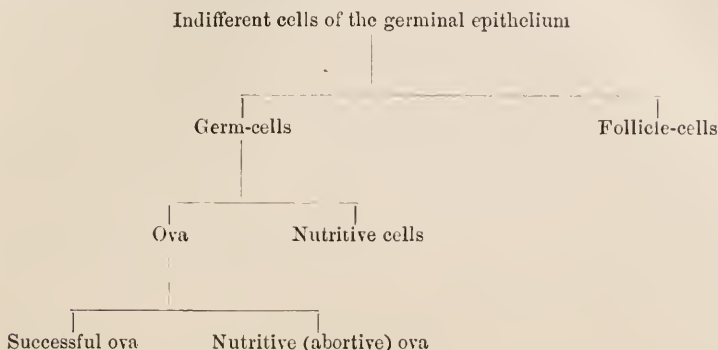 Indifferent cells of the germinal epithelium
Germ-cells Follicle-cells
Ova Nutritive cells
Successful ova Nutritive (abortive) ova